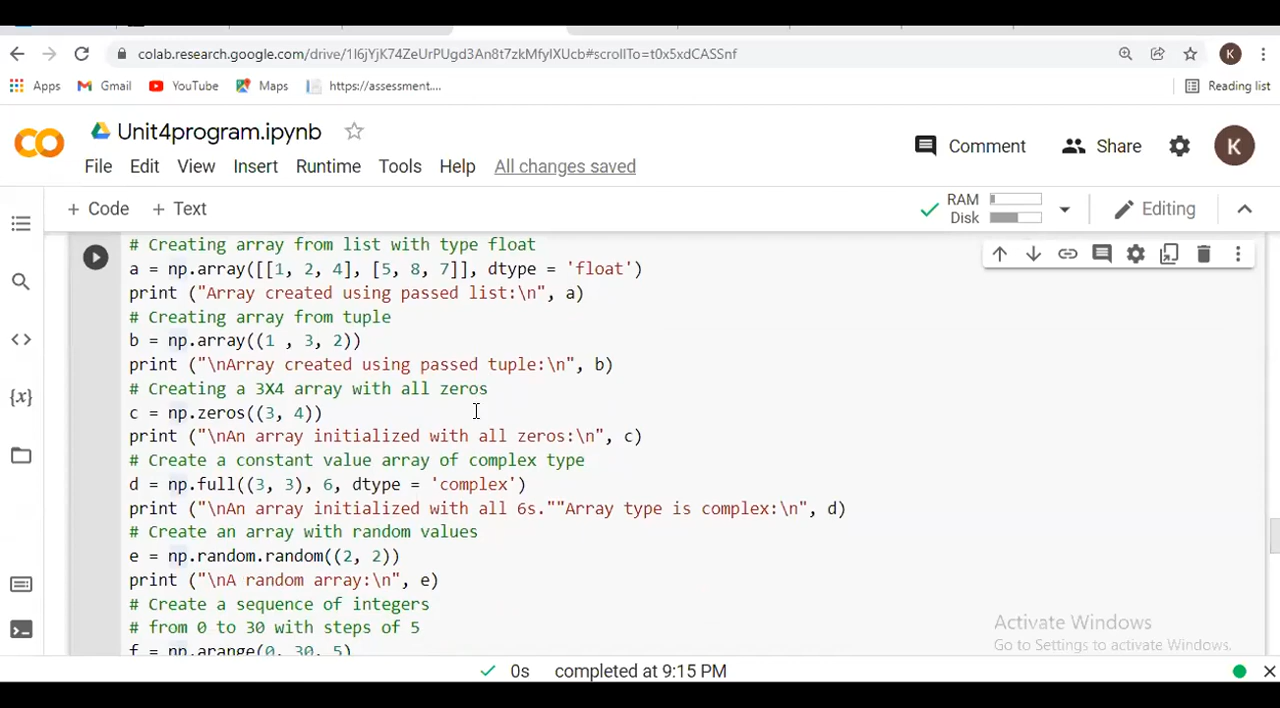 colab.research.google.com/drive/1I6jYjK74ZeUrPUgd3An8t7zkMfyIXUcb#scrollTo=t0x5xdCASSnf
K
Apps Gmail YouTube Maps https://assessment.... Reading list
Unit4program.ipynb
File Edit View Insert Runtime Tools Help All changes saved
Comment Share K
+ Code + Text
RAM
Disk
Editing
# Creating array from list with type float
a = np.array([[1, 2, 4], [5, 8, 7]], dtype = 'float')
print ("Array created using passed list:\n", a)
# Creating array from tuple
b = np.array((1 , 3, 2))
print ("\nArray created using passed tuple:\n", b)
# Creating a 3X4 array with all zeros
c = np.zeros((3, 4))
print ("\nAn array initialized with all zeros:\n", c)
# Create a constant value array of complex type
d = np.full((3, 3), 6, dtype = 'complex')
print ("\nAn array initialized with all 6s.""Array type is complex:\n", d)
# Create an array with random values
e = np.random.random((2, 2))
print ("\nA random array:\n", e)
# Create a sequence of integers
# from 0 to 30 with steps of 5
f = np.arange(0, 30, 5)
Activate Windows
Go to Settings to activate Windows.
0s completed at 9:15 PM